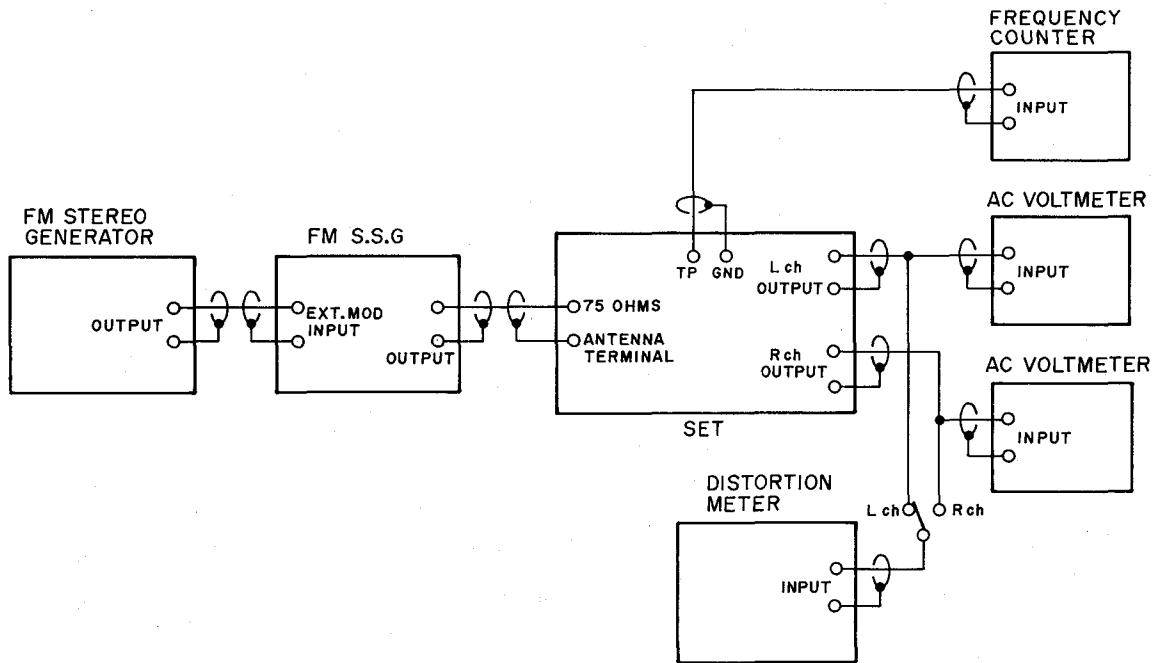 FREQUENCY
COUNTER
INPUT
FM STEREO
GENERATOR
OUTPUT
FM S.S.G
EXT.MOD
INPUT
OUTPUT
TP GND
75 OHMS
ANTENNA
TERMINAL
L ch
OUTPUT
R ch
OUTPUT
SET
AC VOLTMETER
INPUT
AC VOLTMETER
INPUT
DISTORTION
METER
L ch R ch
INPUT